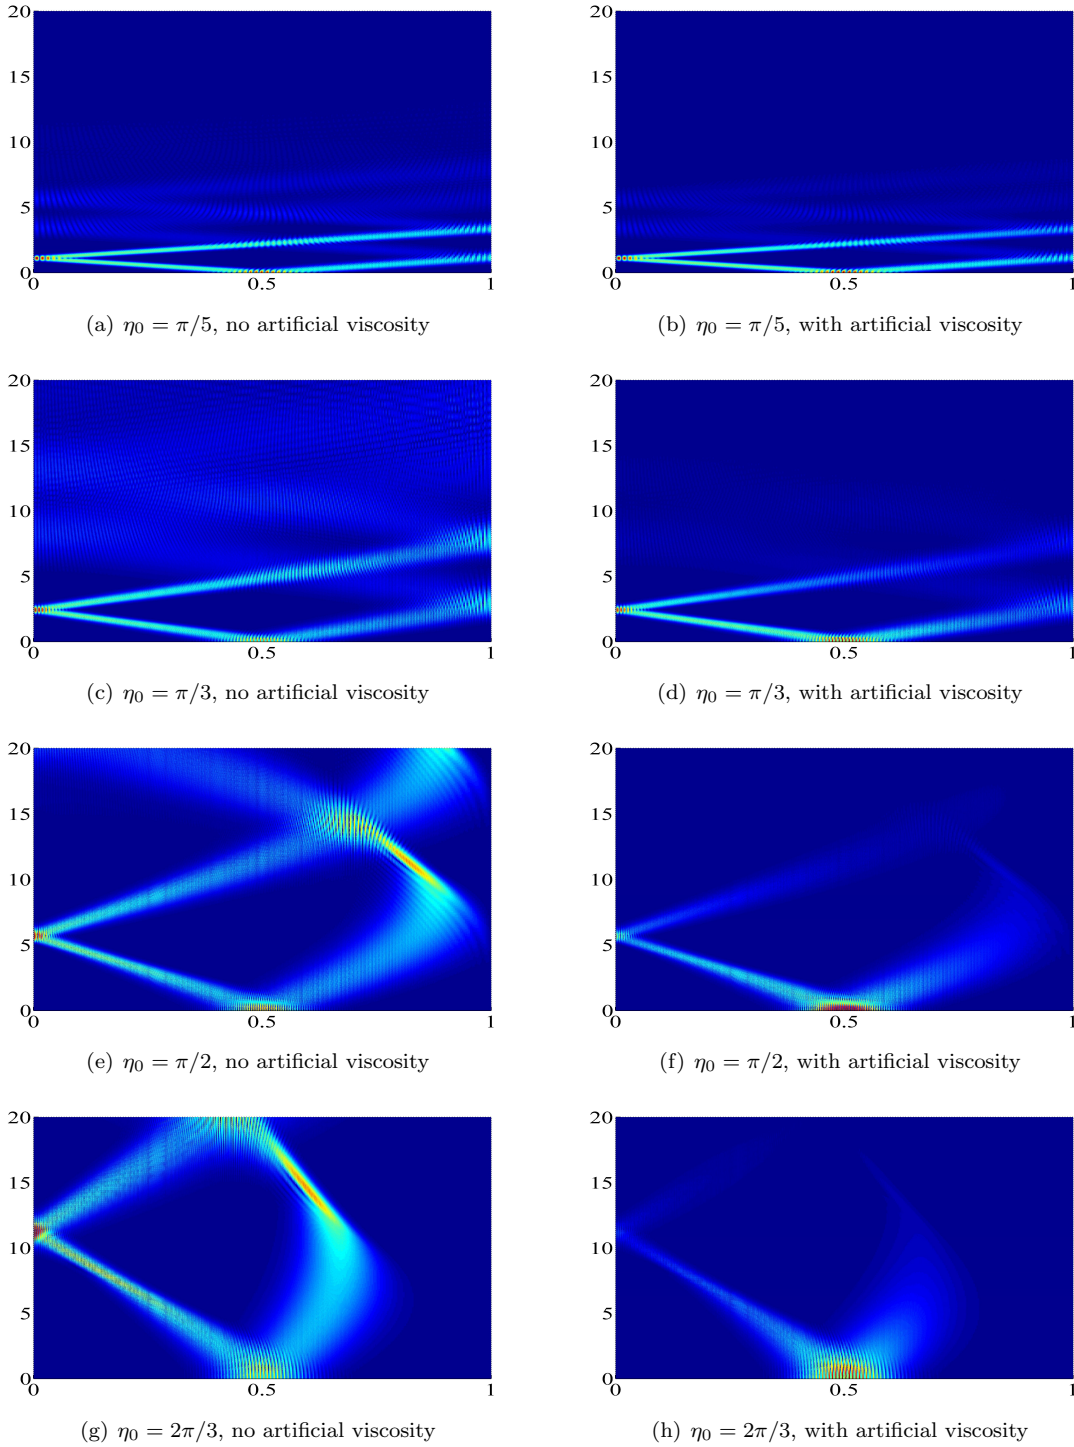 20 20
15 15
10 10
5 5
0 0
0 0.5 1 0 0.5 1
(a) η₀ = π/5, no artificial viscosity (b) η₀ = π/5, with artificial viscosity
20 20
15 15
10 10
5 5
0 0
0 0.5 1 0 0.5 1
(c) η₀ = π/3, no artificial viscosity (d) η₀ = π/3, with artificial viscosity
20 20
15 15
10 10
5 5
0 0
0 0.5 1 0 0.5 1
(e) η₀ = π/2, no artificial viscosity (f) η₀ = π/2, with artificial viscosity
20 20
15 15
10 10
5 5
0 0
0 0.5 1 0 0.5 1
(g) η₀ = 2π/3, no artificial viscosity (h) η₀ = 2π/3, with artificial viscosity